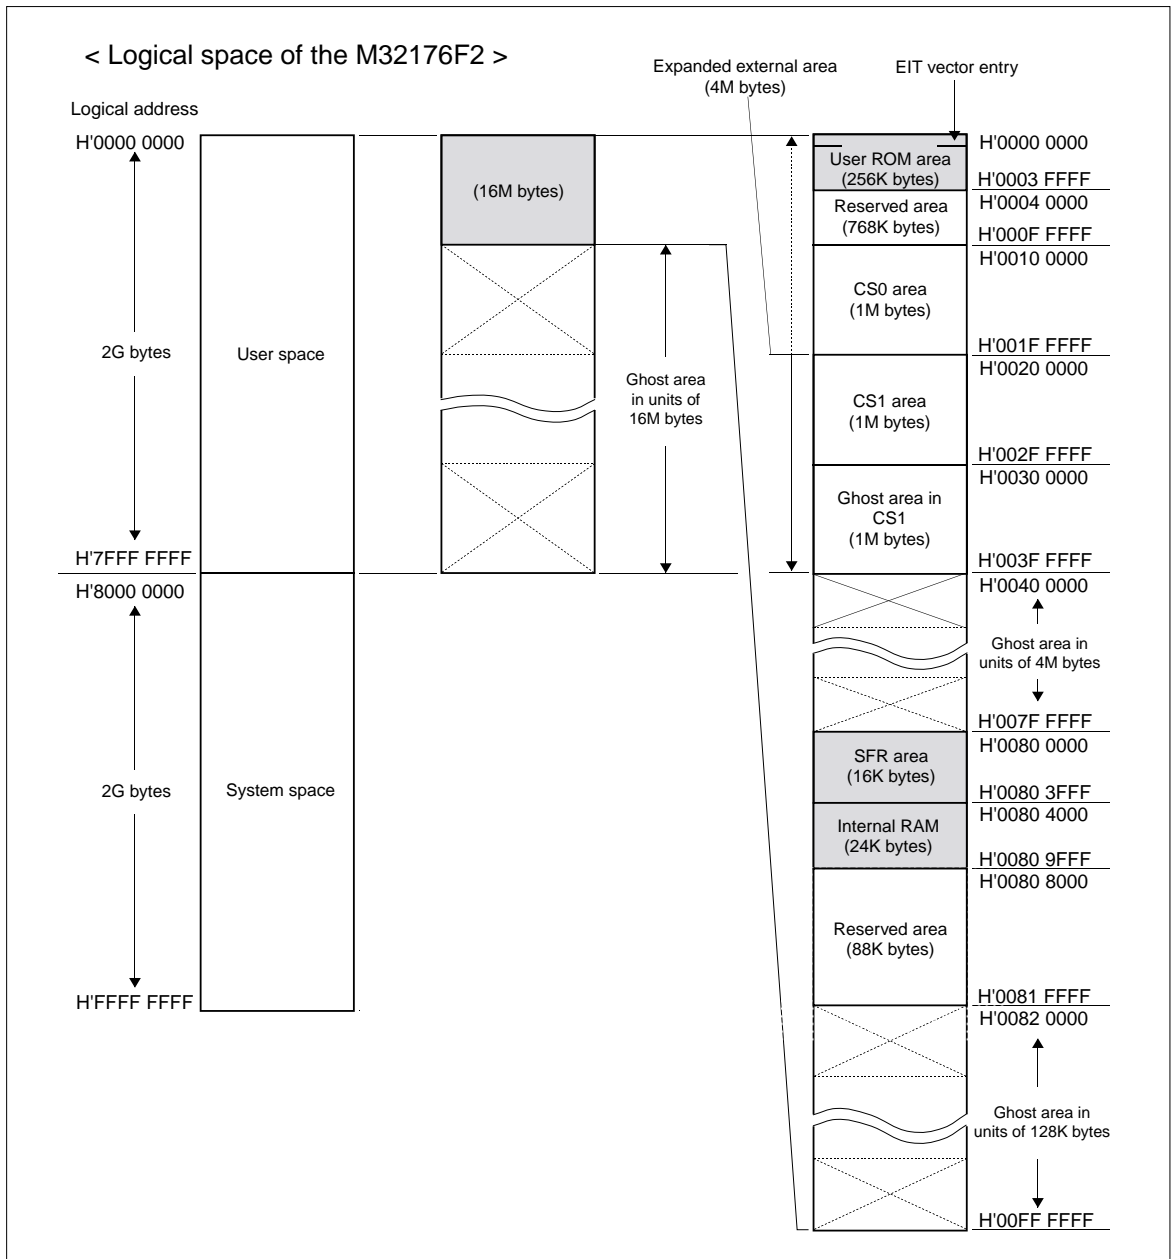 < Logical space of the M32176F2 >
Expanded external area
(4M bytes)
EIT vector entry
Logical address
H'0000 0000
2G bytes
H'7FFF FFFF
H'8000 0000
2G bytes
H'FFFF FFFF
User space
System space
(16M bytes)
Ghost area
in units of
16M bytes
User ROM area
(256K bytes)
Reserved area
(768K bytes)
CS0 area
(1M bytes)
CS1 area
(1M bytes)
Ghost area in
CS1
(1M bytes)
SFR area
(16K bytes)
Internal RAM
(24K bytes)
Reserved area
(88K bytes)
H'0000 0000
H'0003 FFFF
H'0004 0000
H'000F FFFF
H'0010 0000
H'001F FFFF
H'0020 0000
H'002F FFFF
H'0030 0000
H'003F FFFF
H'0040 0000
Ghost area in
units of 4M bytes
H'007F FFFF
H'0080 0000
H'0080 3FFF
H'0080 4000
H'0080 9FFF
H'0080 8000
H'0081 FFFF
H'0082 0000
Ghost area in
units of 128K bytes
H'00FF FFFF